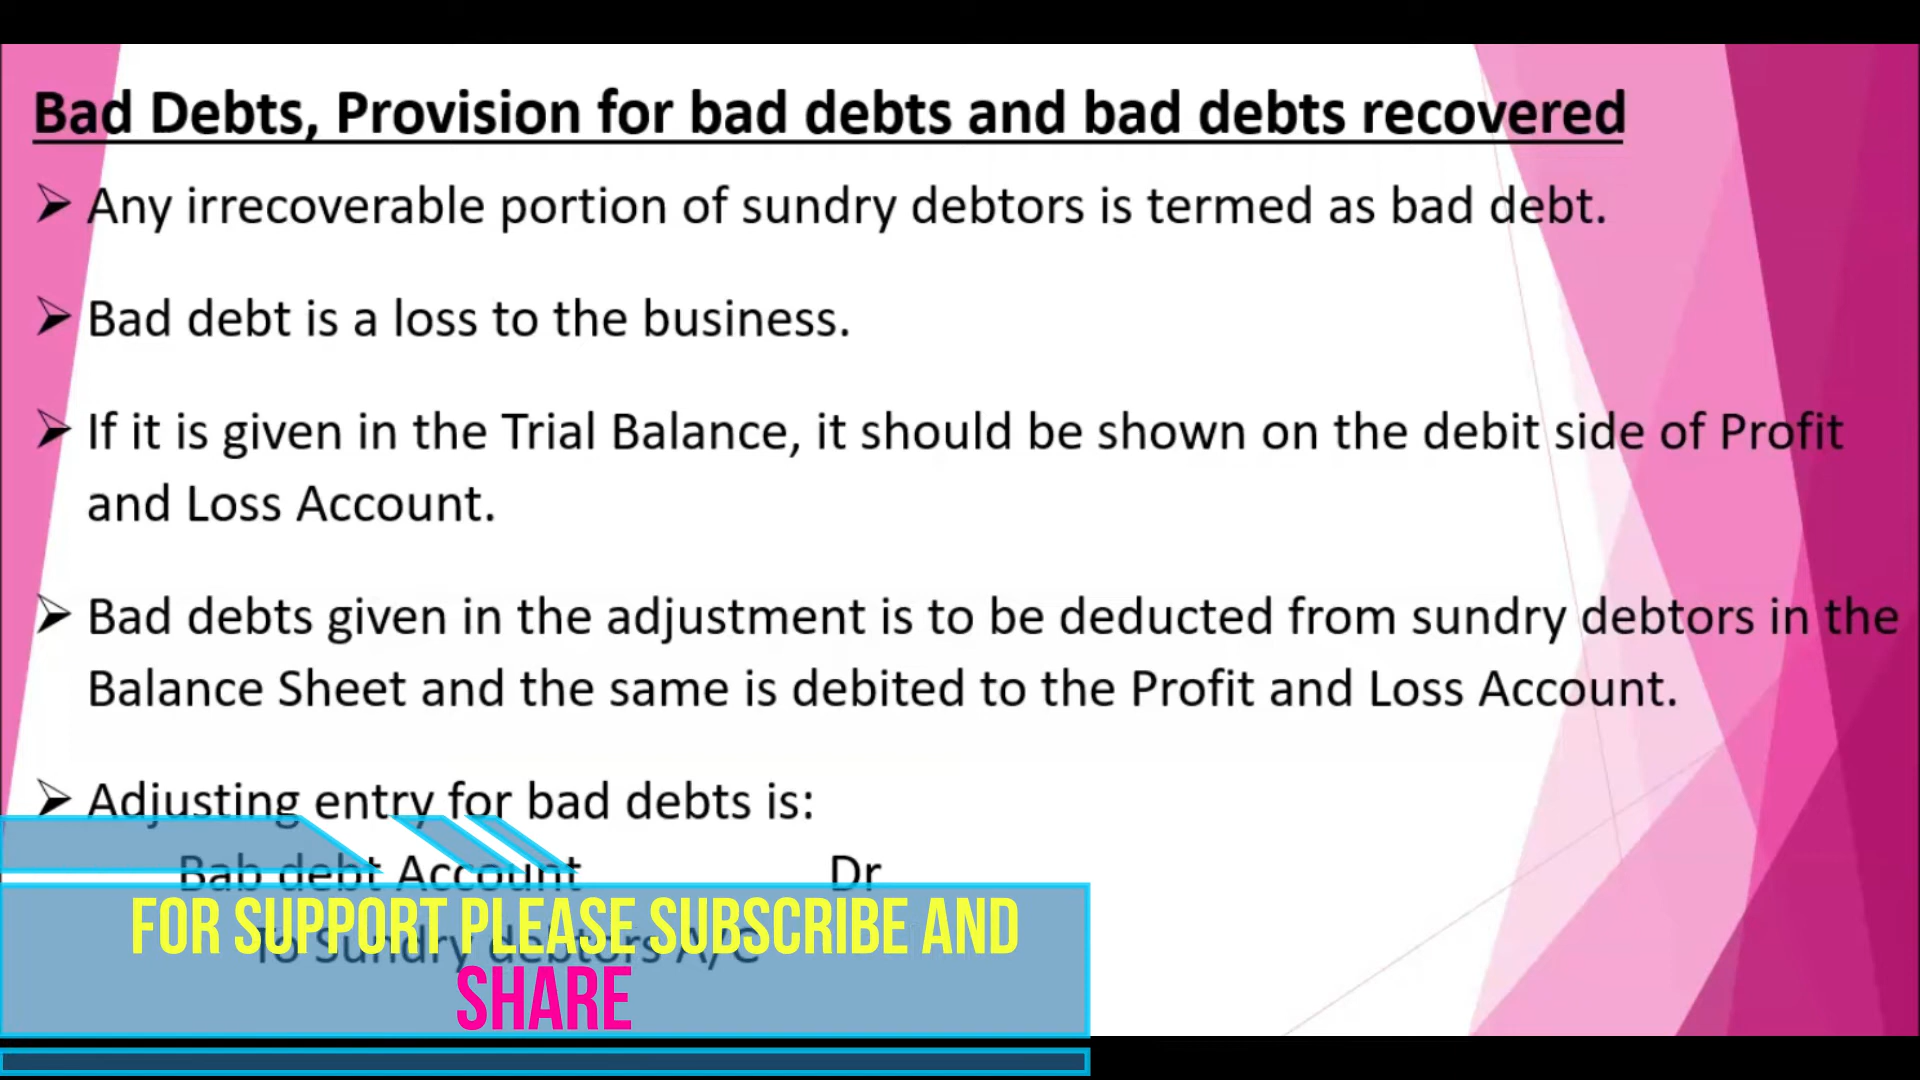 Bad Debts, Provision for bad debts and bad debts recovered
Any irrecoverable portion of sundry debtors is termed as bad debt.
Bad debt is a loss to the business.
If it is given in the Trial Balance, it should be shown on the debit side of Profit
and Loss Account.
Bad debts given in the adjustment is to be deducted from sundry debtors in the
Balance Sheet and the same is debited to the Profit and Loss Account.
Adjusting entry for bad debts is:
Bab debt Account Dr
To Sundry debtors A/C
FOR SUPPORT PLEASE SUBSCRIBE AND
SHARE